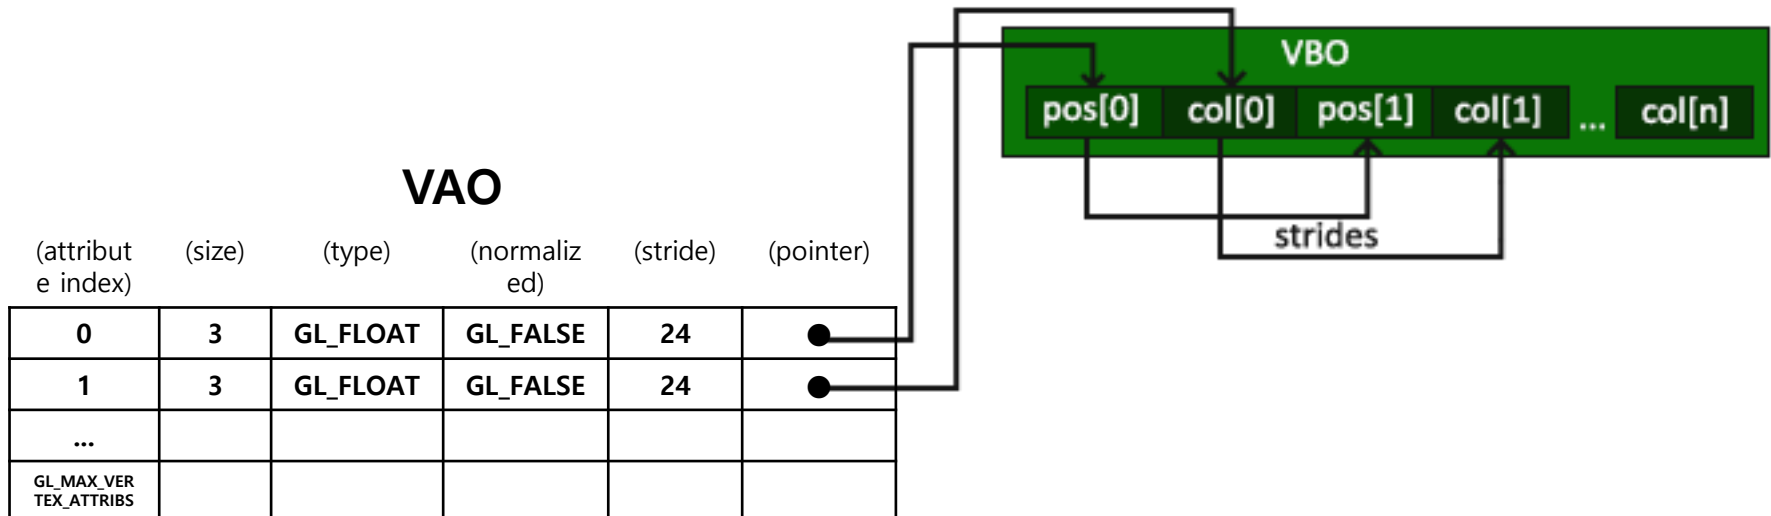 VBO
pos[0] col[0] pos[1] col[1] ... col[n]
strides
VAO
(attribut
e index)
(size)
(type)
(normaliz
ed)
(stride)
(pointer)
0 3 GL_FLOAT GL_FALSE 24
1 3 GL_FLOAT GL_FALSE 24
...
GL_MAX_VER
TEX_ATTRIBS